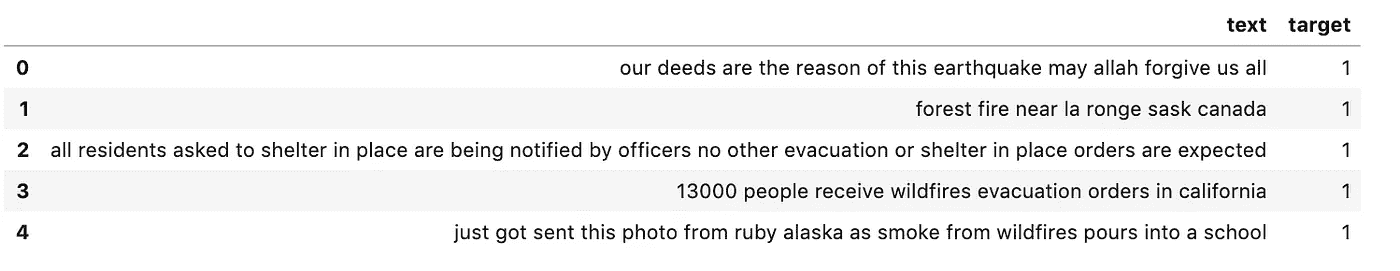 text target
0 our deeds are the reason of this earthquake may allah forgive us all 1
1 forest fire near la ronge sask canada 1
2 all residents asked to shelter in place are being notified by officers no other evacuation or shelter in place orders are expected 1
3 13000 people receive wildfires evacuation orders in california 1
4 just got sent this photo from ruby alaska as smoke from wildfires pours into a school 1